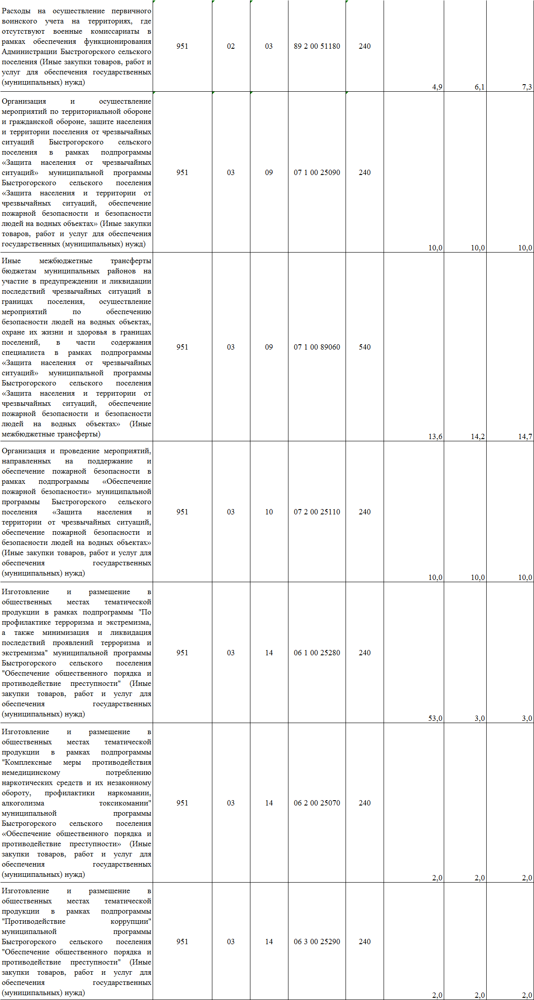 Расходы на осуществление первичного
воинского учета на территориях, где
отсутствуют военные комиссариаты в
рамках обеспечения функционирования
Администрации Быстрогорского сельского
поселения (Иные закупки товаров, работ и
услуг для обеспечения государственных
(муниципальных) нужд)
951 02 03 89 2 00 51180 240
4,9 6,1 7,3
Организация и осуществление
мероприятий по территориальной обороне
и гражданской обороне, защите населения
и территории поселения от чрезвычайных
ситуаций Быстрогорского сельского
поселения в рамках подпрограммы
«Защита населения от чрезвычайных
ситуаций» муниципальной программы
Быстрогорского сельского поселения
«Защита населения и территории от
чрезвычайных ситуаций, обеспечение
пожарной безопасности и безопасности
людей на водных объектах» (Иные закупки
товаров, работ и услуг для обеспечения
государственных (муниципальных) нужд)
951 03 09 07 1 00 25090 240
10,0 10,0 10,0
Иные межбюджетные трансферты
бюджетам муниципальных районов на
участие в предупреждении и ликвидации
последствий чрезвычайных ситуаций в
границах поселения, осуществление
мероприятий по обеспечению
безопасности людей на водных объектах,
охране их жизни и здоровья в границах
поселений, в части содержания
специалиста в рамках подпрограммы
«Защита населения от чрезвычайных
ситуаций» муниципальной программы
Быстрогорского сельского поселения
«Защита населения и территории от
чрезвычайных ситуаций, обеспечение
пожарной безопасности и безопасности
людей на водных объектах» (Иные
межбюджетные трансферты)
951 03 09 07 1 00 89060 540
13,6 14,2 14,7
Организация и проведение мероприятий,
направленных на поддержание и
обеспечение пожарной безопасности в
рамках подпрограммы «Обеспечение
пожарной безопасности» муниципальной
программы Быстрогорского сельского
поселения «Защита населения и
территории от чрезвычайных ситуаций,
обеспечение пожарной безопасности и
безопасности людей на водных объектах»
(Иные закупки товаров, работ и услуг для
обеспечения государственных
(муниципальных) нужд)
951 03 10 07 2 00 25110 240
10,0 10,0 10,0
Изготовление и размещение в
общественных местах тематической
продукции в рамках подпрограммы "По
профилактике терроризма и экстремизма,
а также минимизация и ликвидация
последствий проявлений терроризма и
экстремизма" муниципальной программы
Быстрогорского сельского поселения
"Обеспечение общественного порядка и
противодействие преступности" (Иные
закупки товаров, работ и услуг для
обеспечения государственных
(муниципальных) нужд)
951 03 14 06 1 00 25280 240
53,0 3,0 3,0
Изготовление и размещение в
общественных местах тематической
продукции в рамках подпрограммы
"Комплексные меры противодействия
немедицинскому потреблению
наркотических средств и их незаконному
обороту, профилактики наркомании,
алкоголизма токсикомании"
муниципальной программы
Быстрогорского сельского поселения
«Обеспечение общественного порядка и
противодействие преступности» (Иные
закупки товаров, работ и услуг для
обеспечения государственных
(муниципальных) нужд)
951 03 14 06 2 00 25070 240
2,0 2,0 2,0
Изготовление и размещение в
общественных местах тематической
продукции в рамках подпрограммы
"Противодействие коррупции"
муниципальной программы
Быстрогорского сельского поселения
"Обеспечение общественного порядка и
противодействие преступности" (Иные
закупки товаров, работ и услуг для
обеспечения государственных
(муниципальных) нужд)
951 03 14 06 3 00 25290 240
2,0 2,0 2,0